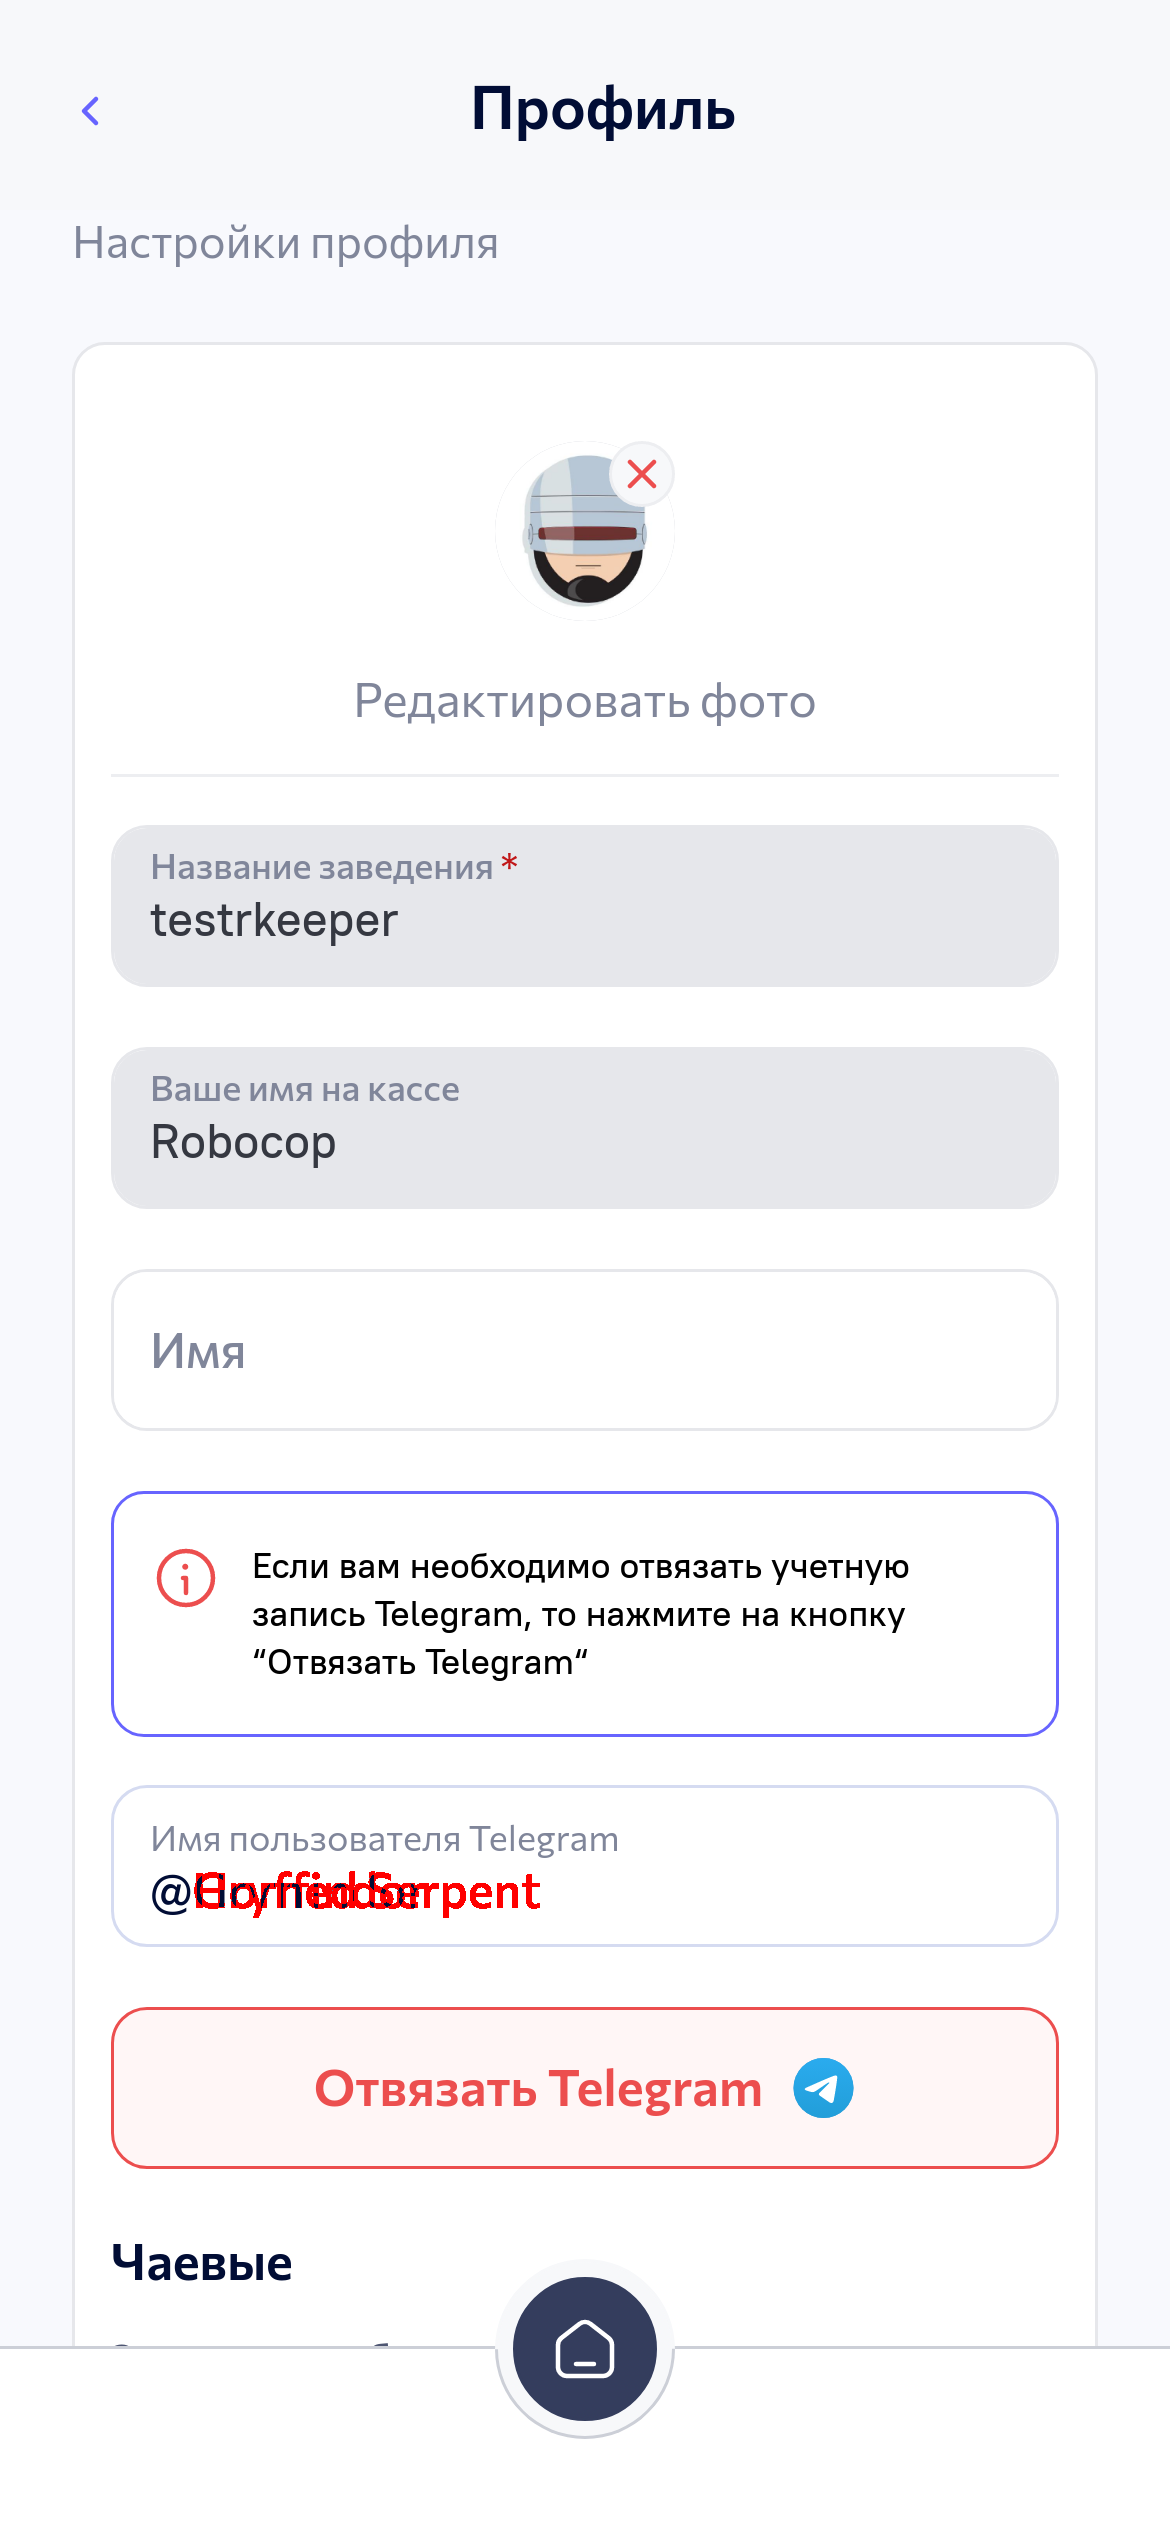 Профиль
Настройки профиля
Редактировать фото
Название заведения *
testrkeeper
Ваше имя на кассе
Robocop
Имя
Если вам необходимо отвязать учетную
запись Telegram, то нажмите на кнопку
“Отвязать Telegram“
Имя пользователя Telegram
@
Отвязать Telegram
Чаевые